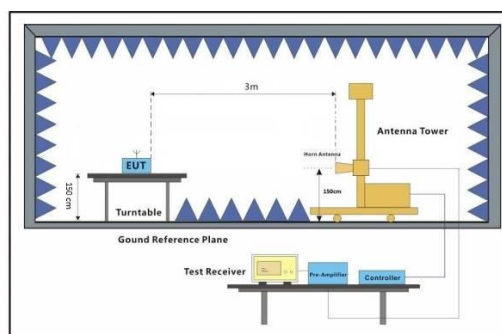 3m
Antenna Tower
Horn Antenna
EUT
150 cm
150cm
Turntable
Gound Reference Plane
Test Receiver
Pre-Amplifier
Controller